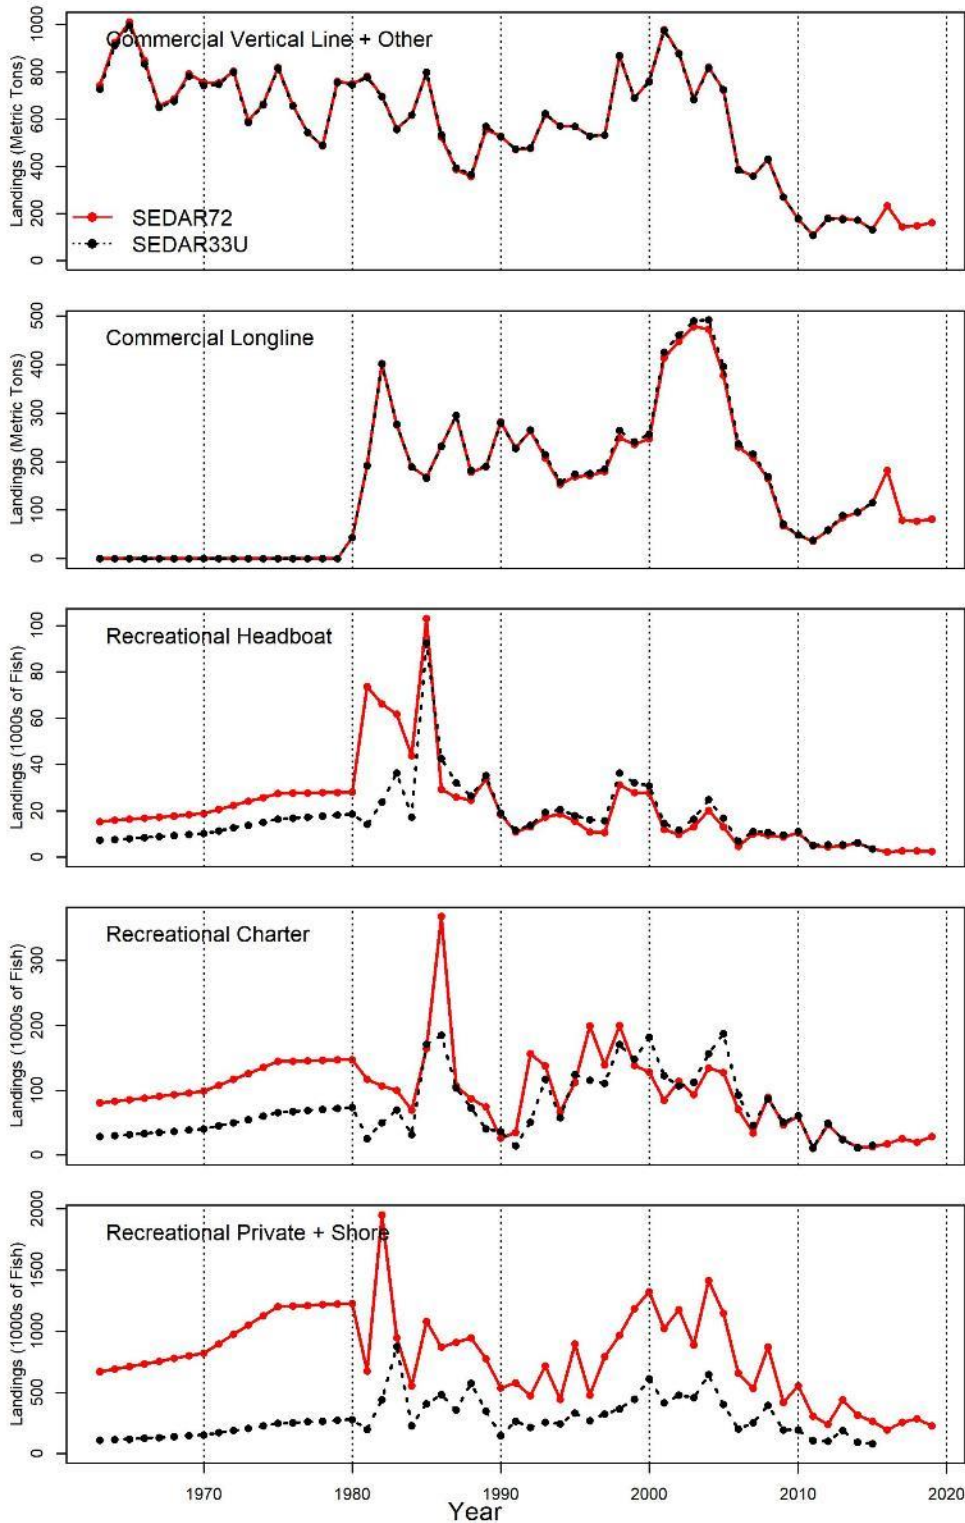 Commercial Vertical Line + Other
Landings (Metric Tons)
0 200 400 600 800 1000
SEDAR72
SEDAR33U
Commercial Longline
Landings (Metric Tons)
0 100 200 300 400 500
Recreational Headboat
Landings (1000s of Fish)
0 20 40 60 80 100
Recreational Charter
Landings (1000s of Fish)
0 100 200 300
Recreational Private + Shore
Landings (1000s of Fish)
0 500 1000 1500 2000
1970 1980 1990 2000 2010 2020
Year